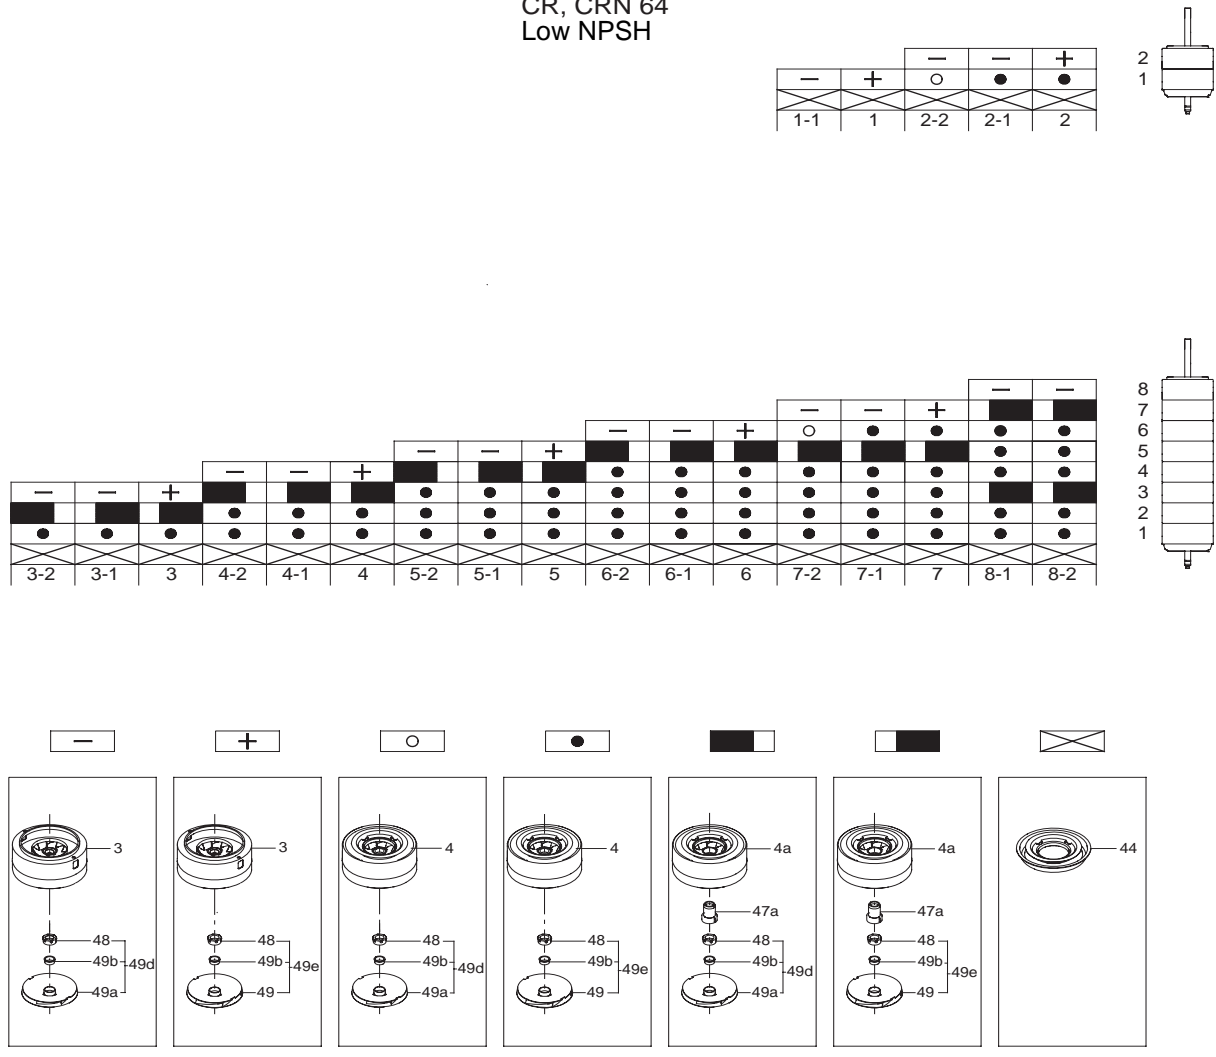 CR, CRN 64
Low NPSH
2
1
1-1 1 2-2 2-1 2
8
7
6
5
4
3
2
1
3-2 3-1 3 4-2 4-1 4 5-2 5-1 5 6-2 6-1 6 7-2 7-1 7 8-1 8-2
3 3 4 4 4a 4a 44
47a 47a
48 48 48 48 48 48
49b 49d 49b 49e 49b 49d 49b 49e 49b 49d 49b 49e
49a 49 49a 49 49a 49